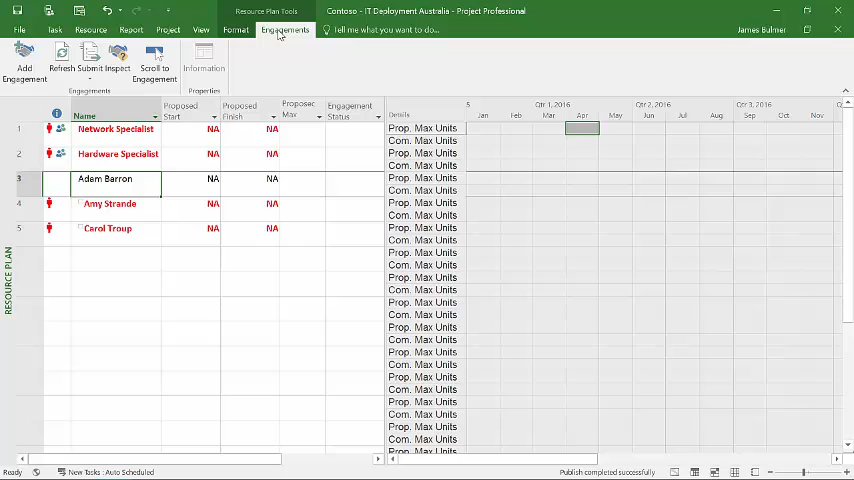 Resource Plan Tools
Contoso - IT Deployment Australia - Project Professional
File Task Resource Report Project View Format Engagements Tell me what you want to do... James Bulmer
Add Engagement
Refresh
Submit
Inspect
Scroll to Engagement
Information
Engagements
Properties
Name
Proposed Start
Proposed Finish
Proposed Max
Engagement Status
Details
5 Qtr 1, 2016 Qtr 2, 2016 Qtr 3, 2016
Jan Feb Mar Apr May Jun Jul Aug Sep Oct Nov
1 Network Specialist NA NA Prop. Max Units
Com. Max Units
2 Hardware Specialist NA NA Prop. Max Units
Com. Max Units
3 Adam Barron NA NA Prop. Max Units
Com. Max Units
4 Amy Strande NA NA Prop. Max Units
Com. Max Units
5 Carol Troup NA NA Prop. Max Units
Com. Max Units
Prop. Max Units
Com. Max Units
Prop. Max Units
Com. Max Units
Prop. Max Units
Com. Max Units
Prop. Max Units
Com. Max Units
Prop. Max Units
Com. Max Units
Prop. Max Units
Com. Max Units
Prop. Max Units
Com. Max Units
Prop. Max Units
Com. Max Units
Prop. Max Units
RESOURCE PLAN
Ready New Tasks : Auto Scheduled Publish completed successfully